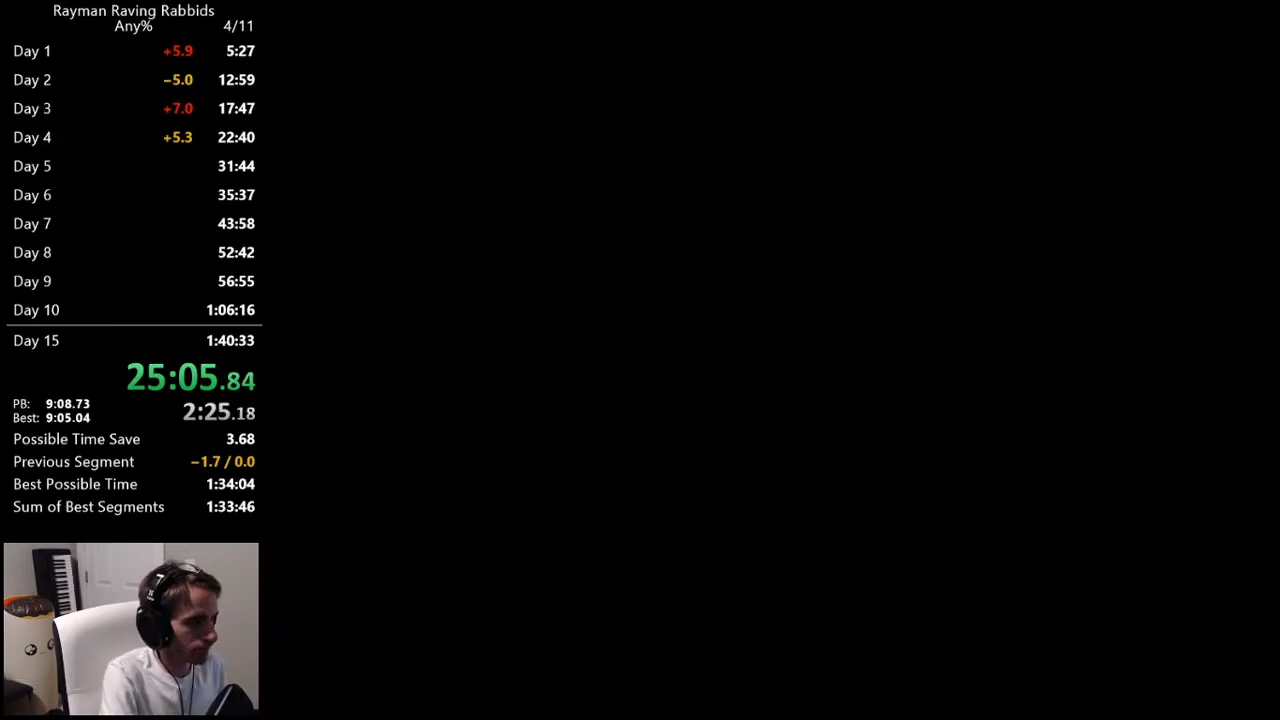 Rayman Raving Rabbids
Any% 4/11
Day 1 +5.9 5:27
Day 2 −5.0 12:59
Day 3 +7.0 17:47
Day 4 +5.3 22:40
Day 5 31:44
Day 6 35:37
Day 7 43:58
Day 8 52:42
Day 9 56:55
Day 10 1:06:16
Day 15 1:40:33
25:05.84
PB: 9:08.73
Best: 9:05.04
2:25.18
Possible Time Save 3.68
Previous Segment −1.7 / 0.0
Best Possible Time 1:34:04
Sum of Best Segments 1:33:46